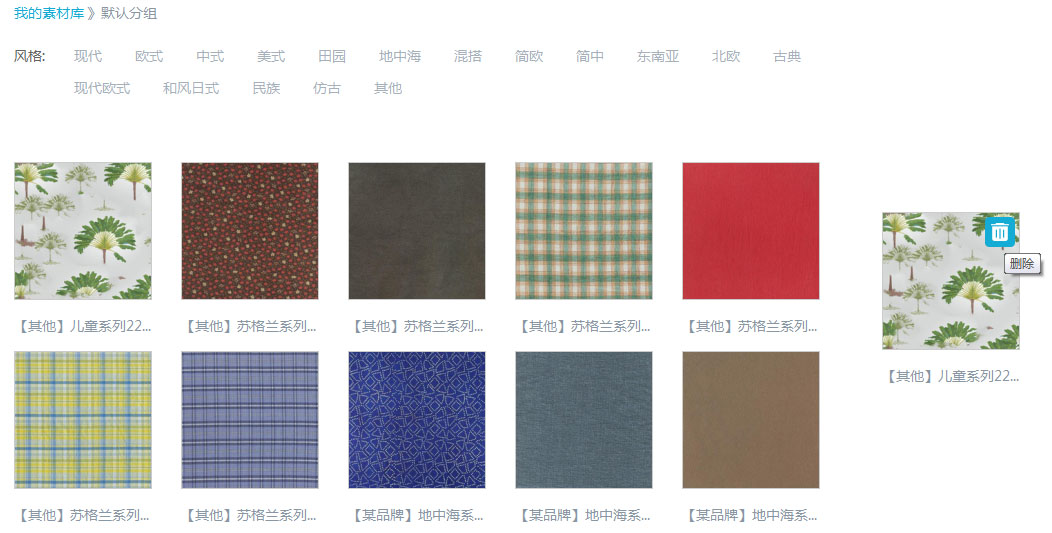 我的素材库 》默认分组
风格: 现代 欧式 中式 美式 田园 地中海 混搭 简欧 简中 东南亚 北欧 古典
现代欧式 和风日式 民族 仿古 其他
【其他】儿童系列22... 【其他】苏格兰系列... 【其他】苏格兰系列... 【其他】苏格兰系列... 【其他】苏格兰系列...
【其他】苏格兰系列... 【其他】苏格兰系列... 【某品牌】地中海系... 【某品牌】地中海系... 【某品牌】地中海系...
删除
【其他】儿童系列22...